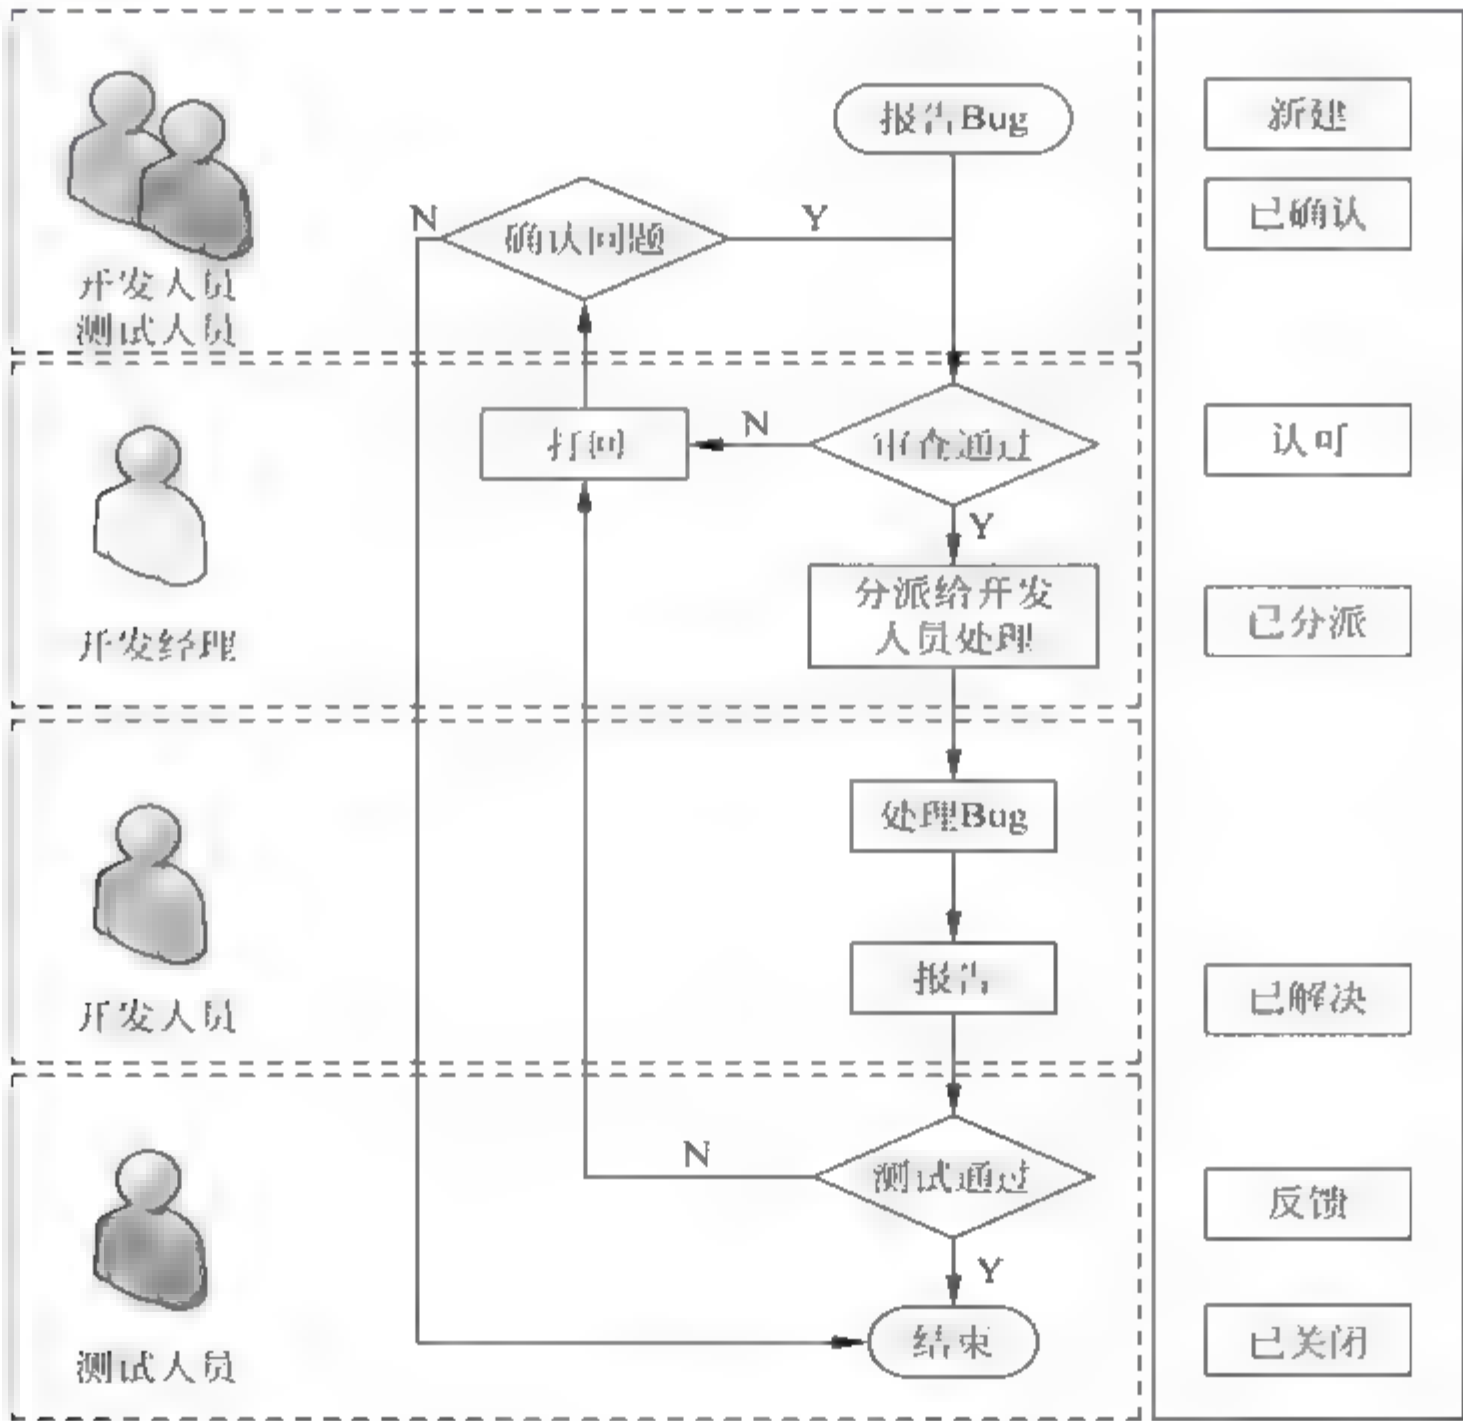 报告Bug
新建
N
确认问题
Y
已确认
开发人员
测试人员
打回
N
审查通过
认可
Y
分派给开发
人员处理
已分派
开发经理
处理Bug
报告
已解决
开发人员
N
测试通过
反馈
Y
结束
已关闭
测试人员